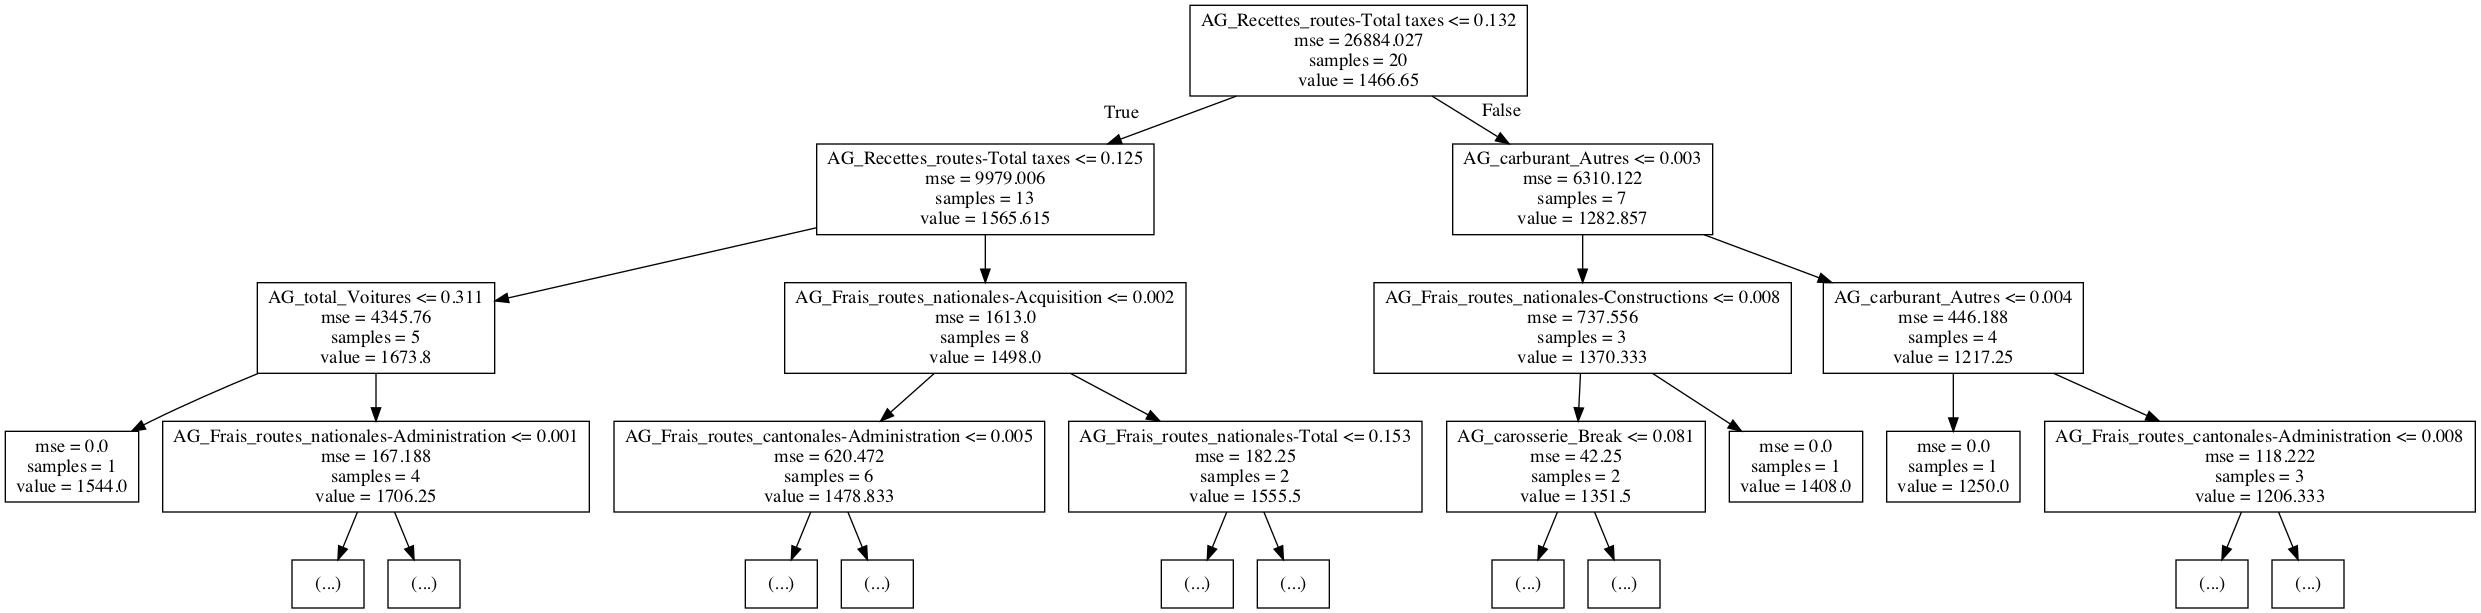 AG_Recettes_routes-Total taxes <= 0.132
mse = 26884.027
samples = 20
value = 1466.65
True
False
AG_Recettes_routes-Total taxes <= 0.125
mse = 9979.006
samples = 13
value = 1565.615
AG_carburant_Autres <= 0.003
mse = 6310.122
samples = 7
value = 1282.857
AG_total_Voitures <= 0.311
mse = 4345.76
samples = 5
value = 1673.8
AG_Frais_routes_nationales-Acquisition <= 0.002
mse = 1613.0
samples = 8
value = 1498.0
AG_Frais_routes_nationales-Constructions <= 0.008
mse = 737.556
samples = 3
value = 1370.333
AG_carburant_Autres <= 0.004
mse = 446.188
samples = 4
value = 1217.25
mse = 0.0
samples = 1
value = 1544.0
AG_Frais_routes_nationales-Administration <= 0.001
mse = 167.188
samples = 4
value = 1706.25
AG_Frais_routes_cantonales-Administration <= 0.005
mse = 620.472
samples = 6
value = 1478.833
AG_Frais_routes_nationales-Total <= 0.153
mse = 182.25
samples = 2
value = 1555.5
AG_carosserie_Break <= 0.081
mse = 42.25
samples = 2
value = 1351.5
mse = 0.0
samples = 1
value = 1408.0
mse = 0.0
samples = 1
value = 1250.0
AG_Frais_routes_cantonales-Administration <= 0.008
mse = 118.222
samples = 3
value = 1206.333
(...)
(...)
(...)
(...)
(...)
(...)
(...)
(...)
(...)
(...)